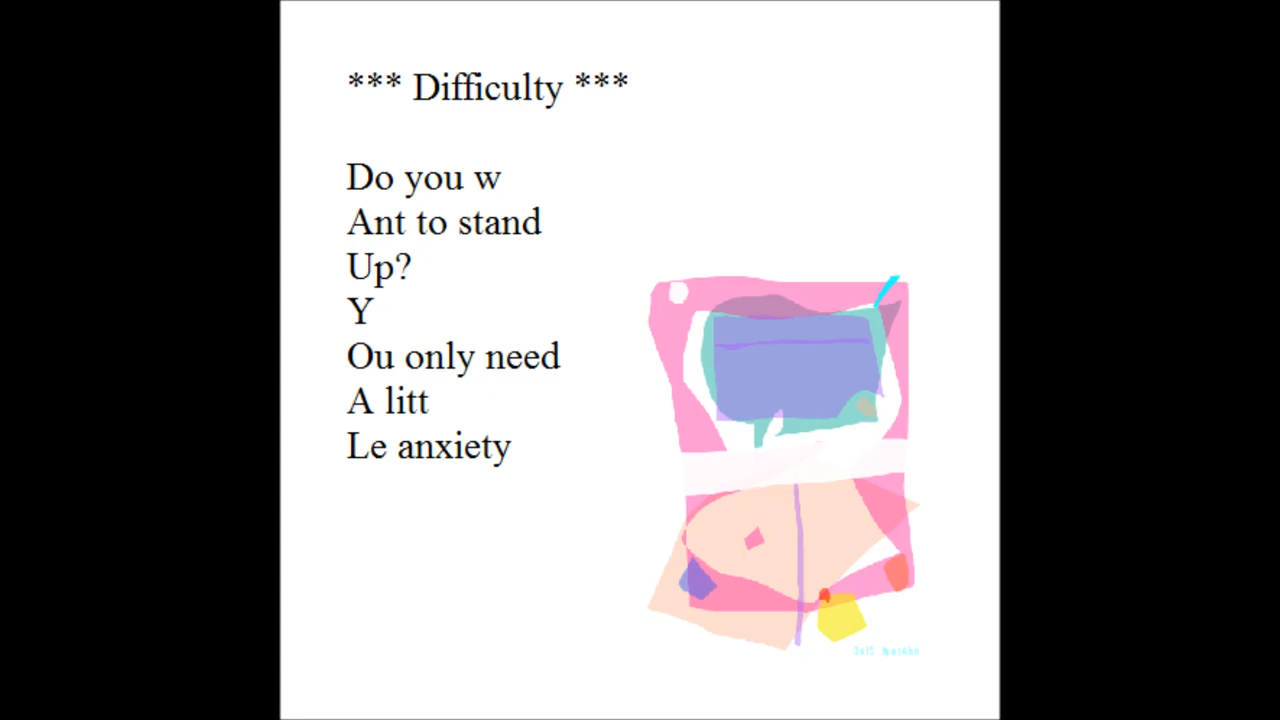 *** Difficulty ***
Do you w
Ant to stand
Up?
Y
Ou only need
A litt
Le anxiety